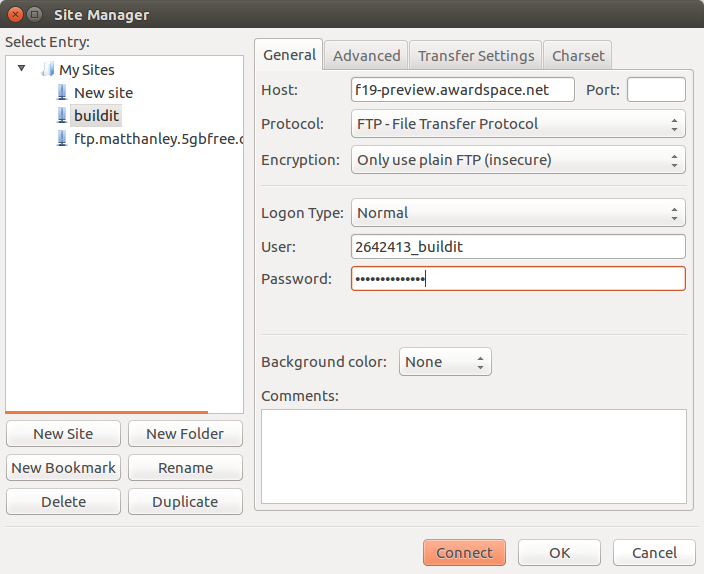 Site Manager
Select Entry:
My Sites
New site
buildit
ftp.matthanley.5gbfree.c
New Site
New Folder
New Bookmark
Rename
Delete
Duplicate
General
Advanced
Transfer Settings
Charset
Host:
f19-preview.awardspace.net
Port:
Protocol:
FTP - File Transfer Protocol
Encryption:
Only use plain FTP (insecure)
Logon Type:
Normal
User:
2642413_buildit
Password:
••••••••••••••
Background color:
None
Comments:
Connect
OK
Cancel